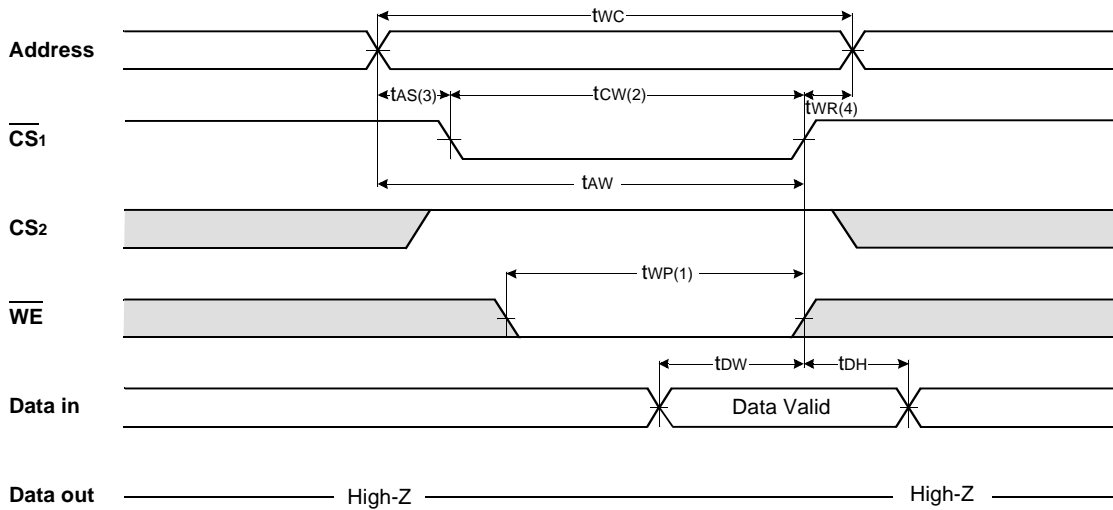 tWC
Address
tAS(3)
tCW(2)
tWR(4)
CS1
tAW
CS2
tWP(1)
WE
tDW
tDH
Data in
Data Valid
Data out
High-Z
High-Z